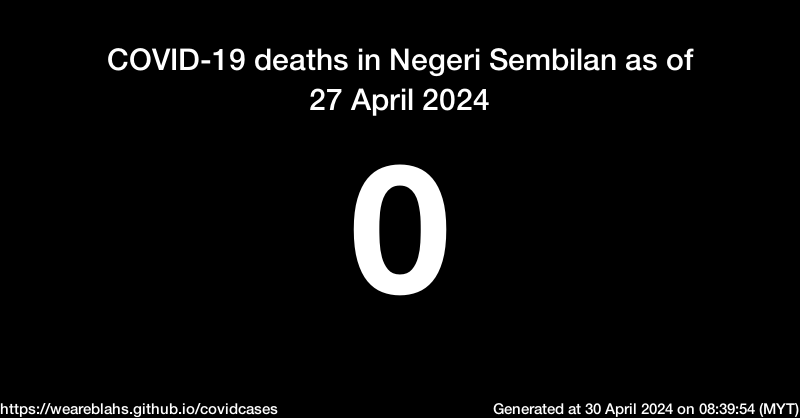 COVID-19 deaths in Negeri Sembilan as of
27 April 2024
0
https://weareblahs.github.io/covidcases
Generated at 30 April 2024 on 08:39:54 (MYT)